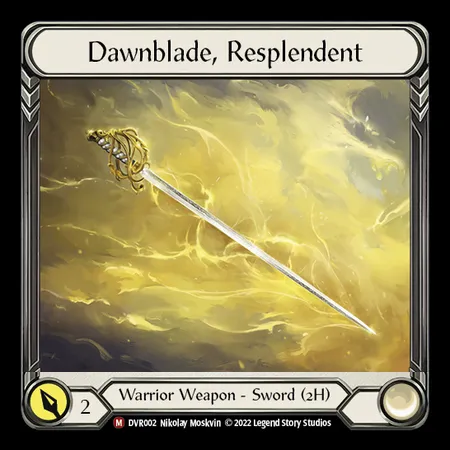 Dawnblade, Resplendent
2
Warrior Weapon - Sword (2H)
M DVR002 Nikolay Moskvin © 2022 Legend Story Studios